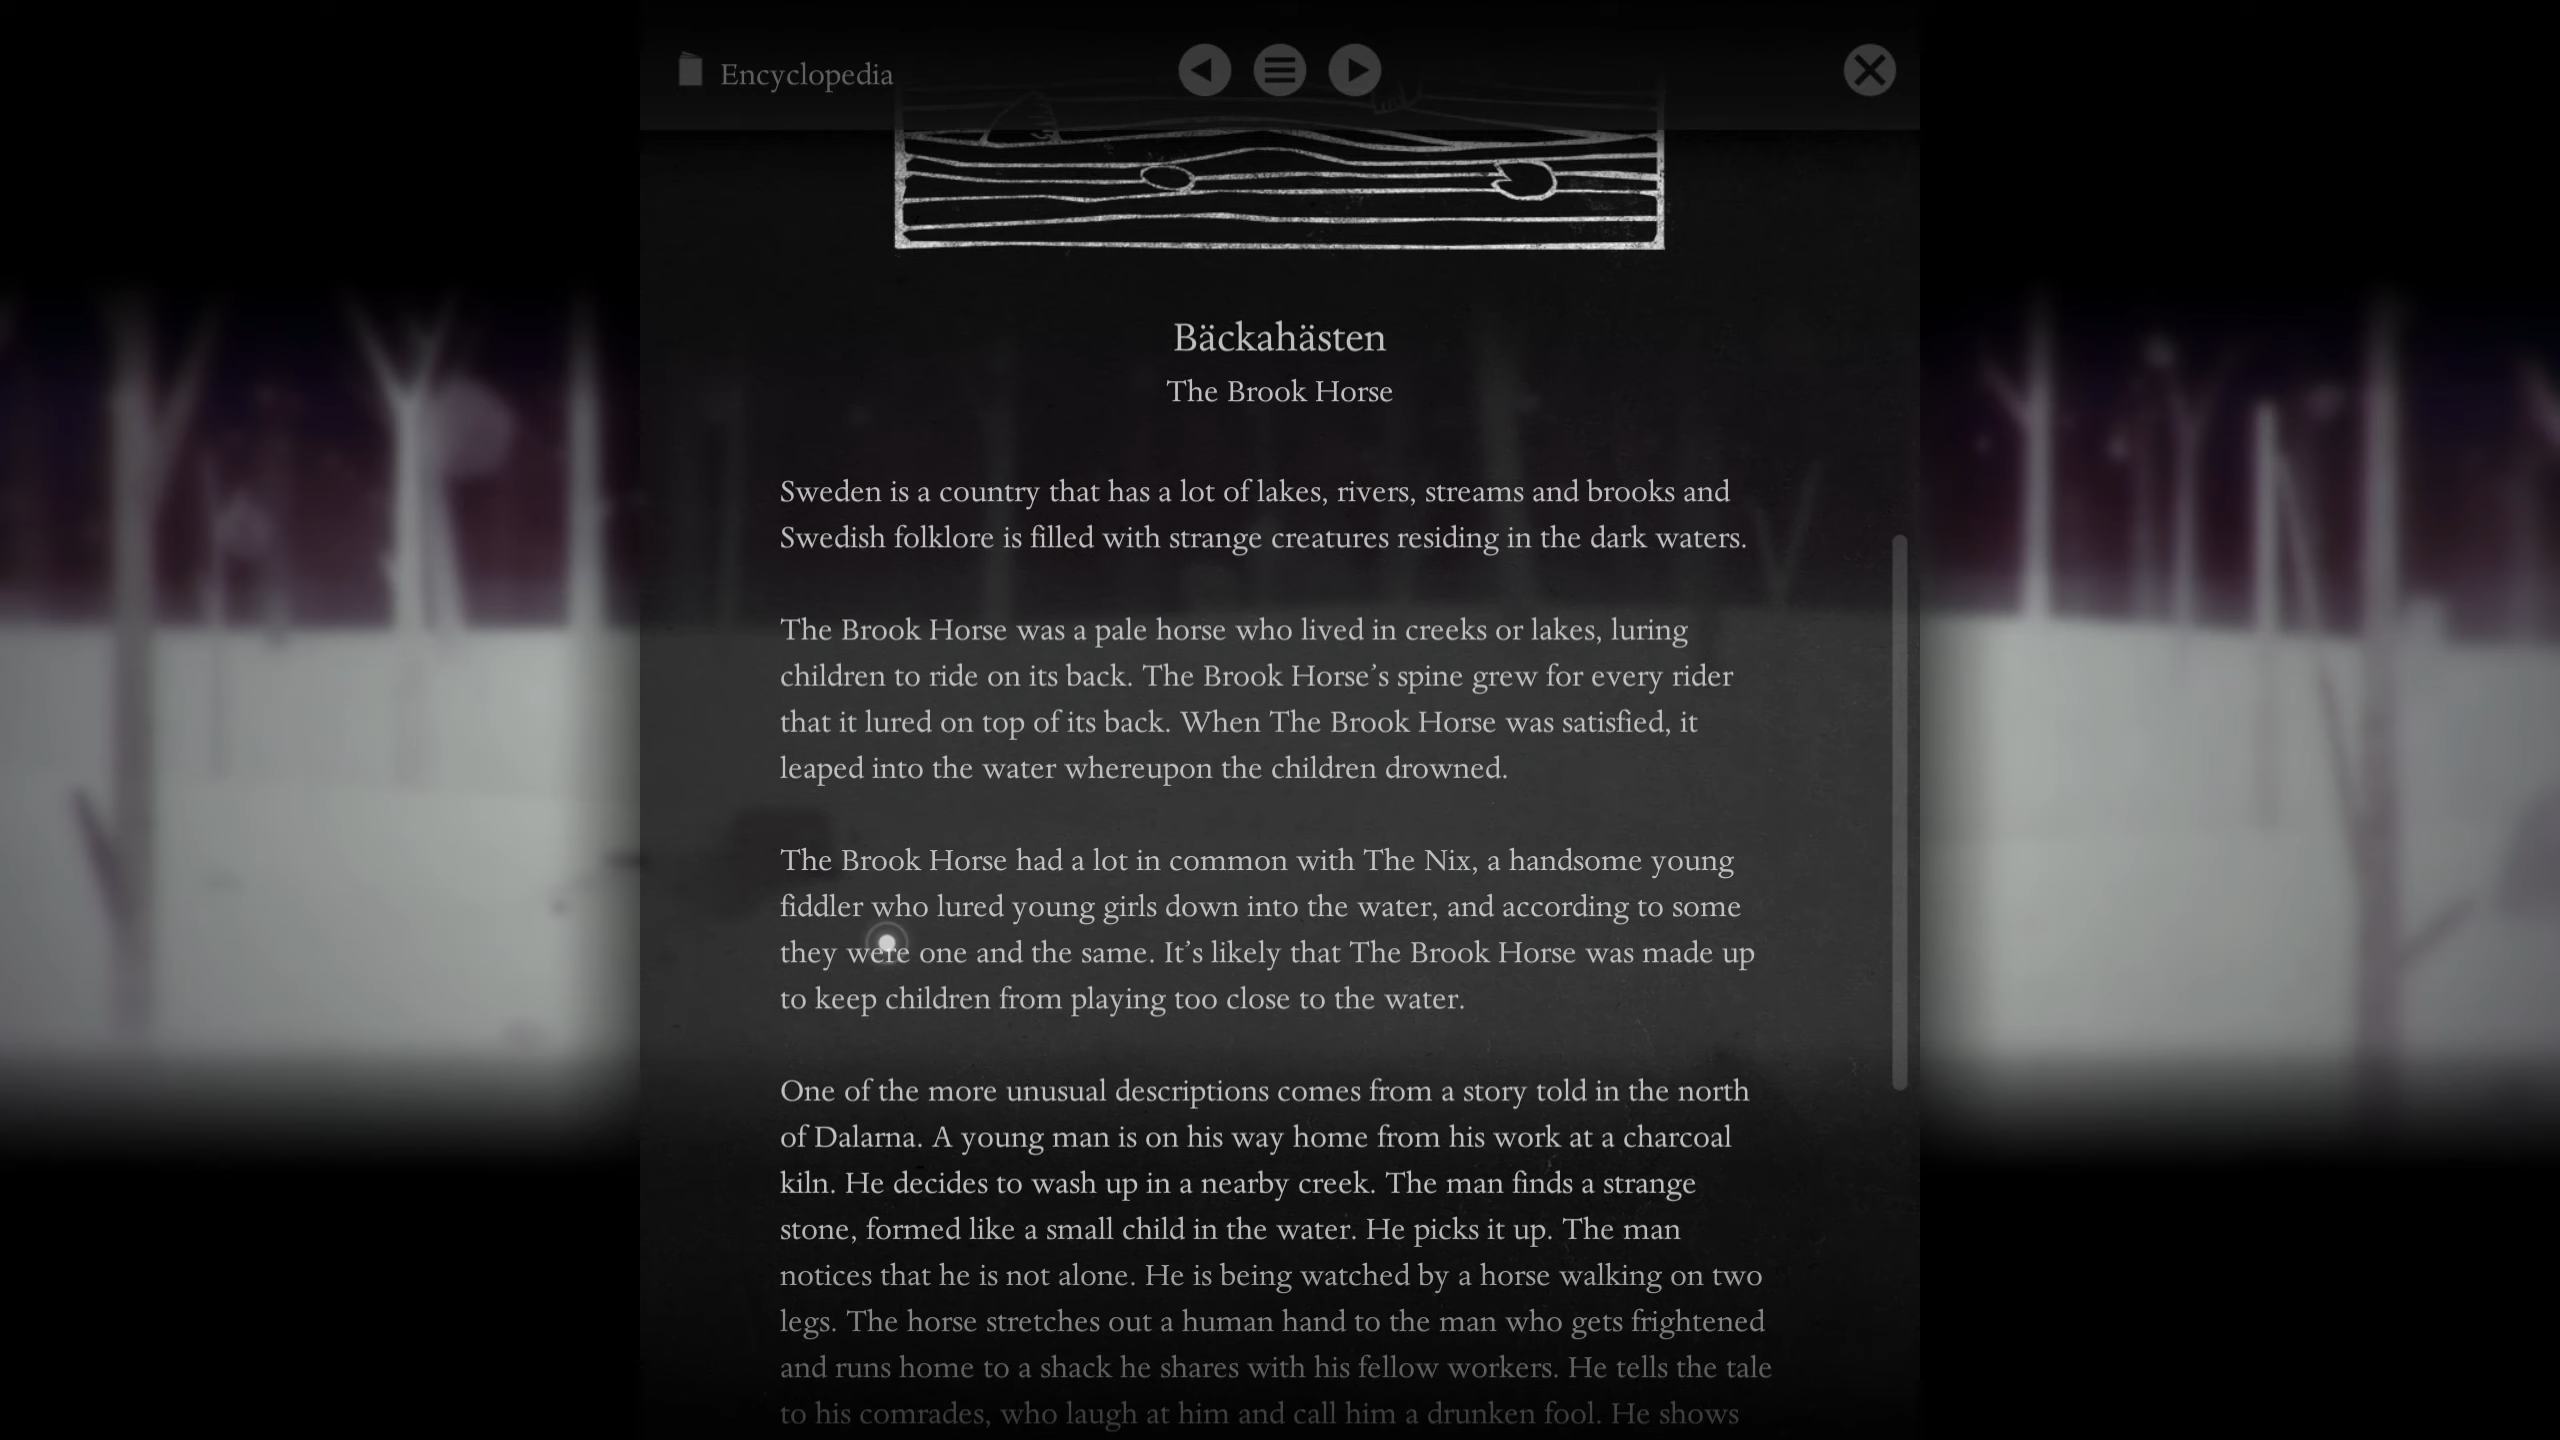 Encyclopedia
Bäckahästen
The Brook Horse
Sweden is a country that has a lot of lakes, rivers, streams and brooks and
Swedish folklore is filled with strange creatures residing in the dark waters.
The Brook Horse was a pale horse who lived in creeks or lakes, luring
children to ride on its back. The Brook Horse’s spine grew for every rider
that it lured on top of its back. When The Brook Horse was satisfied, it
leaped into the water whereupon the children drowned.
The Brook Horse had a lot in common with The Nix, a handsome young
fiddler who lured young girls down into the water, and according to some
they were one and the same. It’s likely that The Brook Horse was made up
to keep children from playing too close to the water.
One of the more unusual descriptions comes from a story told in the north
of Dalarna. A young man is on his way home from his work at a charcoal
kiln. He decides to wash up in a nearby creek. The man finds a strange
stone, formed like a small child in the water. He picks it up. The man
notices that he is not alone. He is being watched by a horse walking on two
legs. The horse stretches out a human hand to the man who gets frightened
and runs home to a shack he shares with his fellow workers. He tells the tale
to his comrades, who laugh at him and call him a drunken fool. He shows